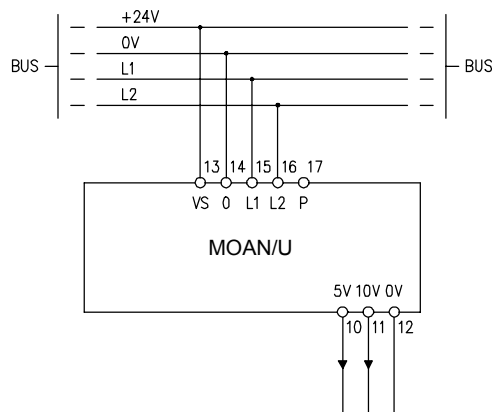 +24V
0V
BUS
BUS
L1
L2
13 14 15 16 17
VS 0 L1 L2 P
MOAN/U
5V 10V 0V
10 11 12